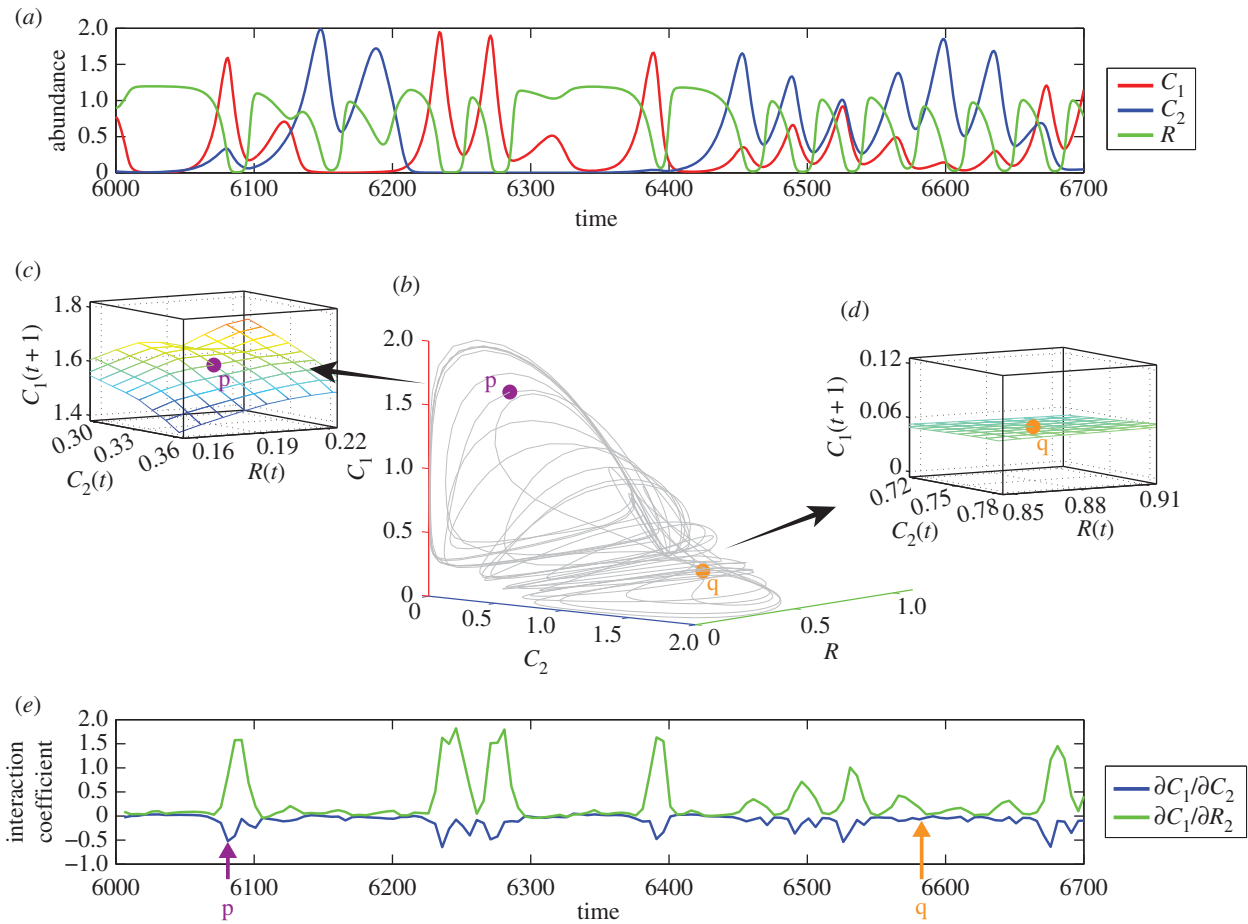 (a)
2.0
1.5
1.0
0.5
0
abundance
6000 6100 6200 6300 6400 6500 6600 6700
time
C1
C2
R
(c)
1.8
1.6
1.4
C1(t + 1)
p
0.30
0.33
0.36
C2(t)
0.16
0.19
0.22
R(t)
(b)
2.0
1.5
1.0
0.5
0
C1
p
q
0
0.5
1.0
1.5
2.0
C2
0
0.5
1.0
R
(d)
0.12
0.06
0
C1(t + 1)
q
0.72
0.75
0.78
C2(t)
0.85
0.88
0.91
R(t)
(e)
2.0
1.5
1.0
0.5
0
−0.5
−1.0
interaction
coefficient
6000 6100 6200 6300 6400 6500 6600 6700
p
time
q
∂C1/∂C2
∂C1/∂R2